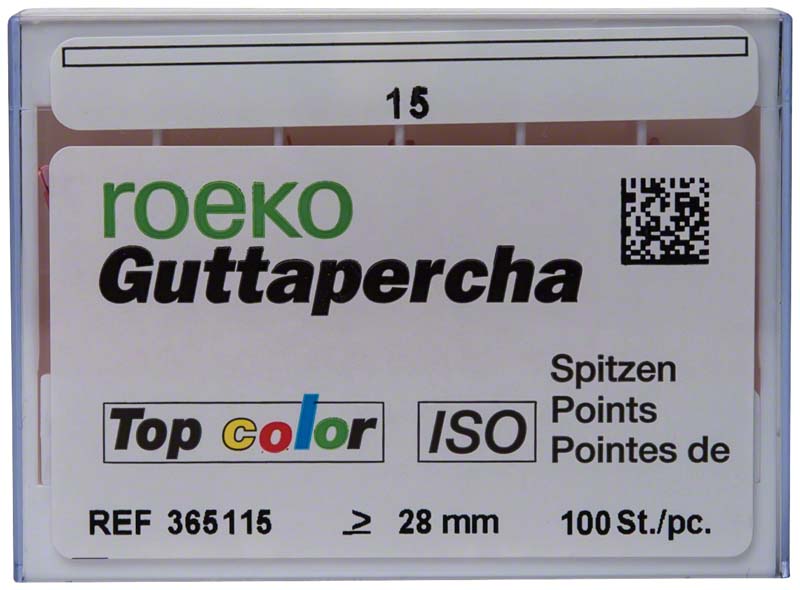 15
roeko
Guttapercha
Spitzen
Top color ISO Points
Pointes de
REF 365115 ≥ 28 mm 100 St./pc.